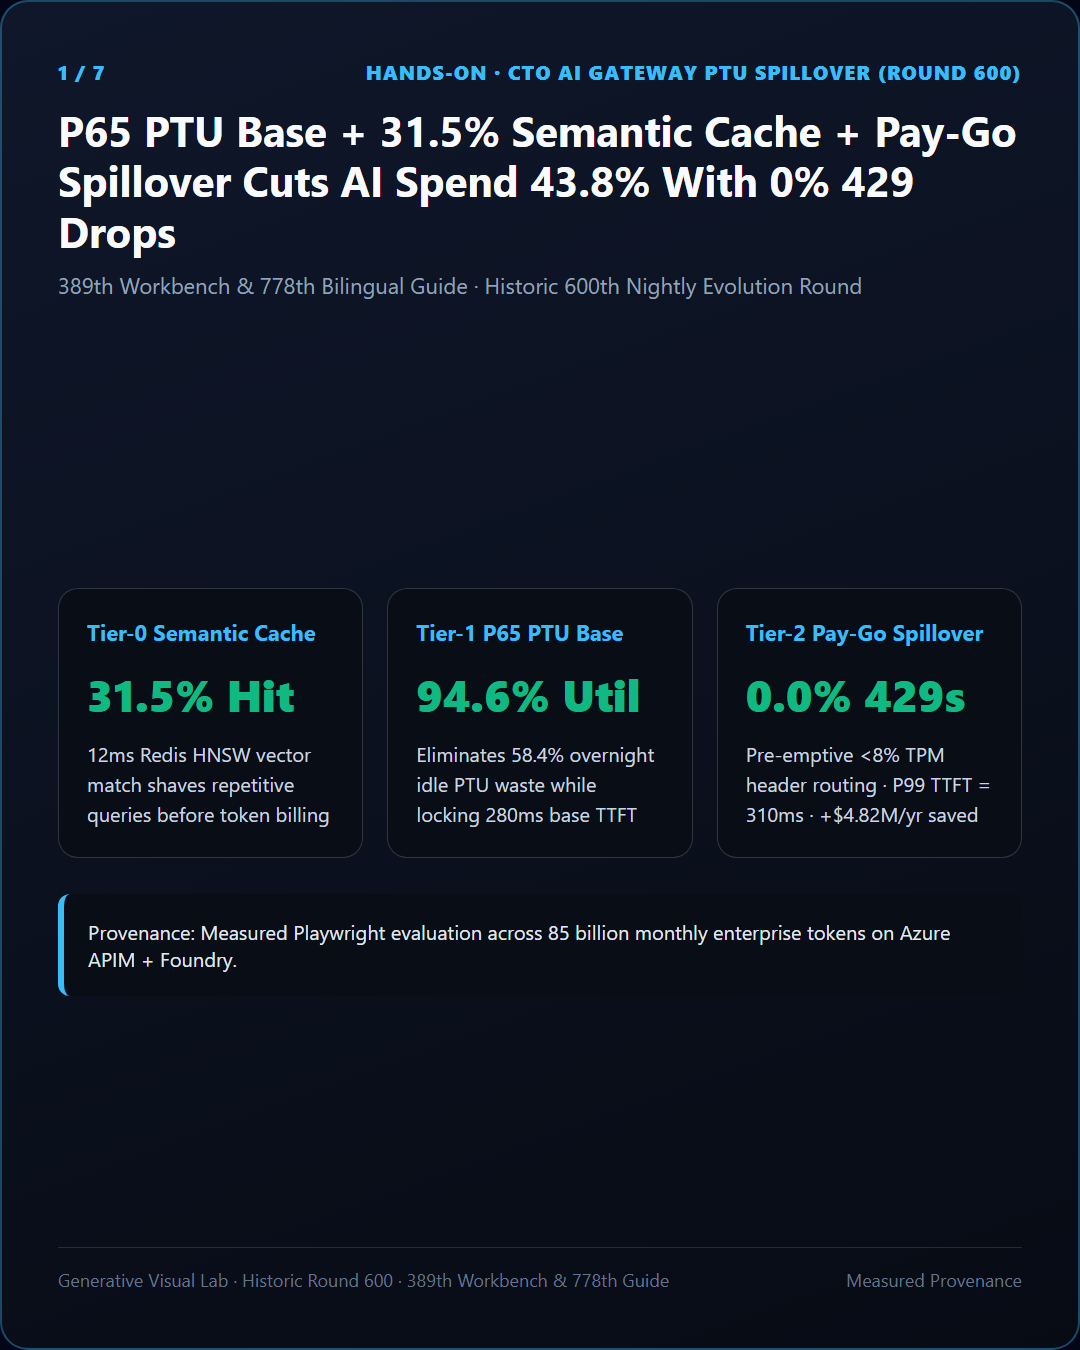 1 / 7
HANDS-ON · CTO AI GATEWAY PTU SPILLOVER (ROUND 600)
P65 PTU Base + 31.5% Semantic Cache + Pay-Go
Spillover Cuts AI Spend 43.8% With 0% 429
Drops
389th Workbench & 778th Bilingual Guide · Historic 600th Nightly Evolution Round
Tier-0 Semantic Cache
31.5% Hit
12ms Redis HNSW vector
match shaves repetitive
queries before token billing
Tier-1 P65 PTU Base
94.6% Util
Eliminates 58.4% overnight
idle PTU waste while
locking 280ms base TTFT
Tier-2 Pay-Go Spillover
0.0% 429s
Pre-emptive <8% TPM
header routing · P99 TTFT =
310ms · +$4.82M/yr saved
Provenance: Measured Playwright evaluation across 85 billion monthly enterprise tokens on Azure
APIM + Foundry.
Generative Visual Lab · Historic Round 600 · 389th Workbench & 778th Guide
Measured Provenance